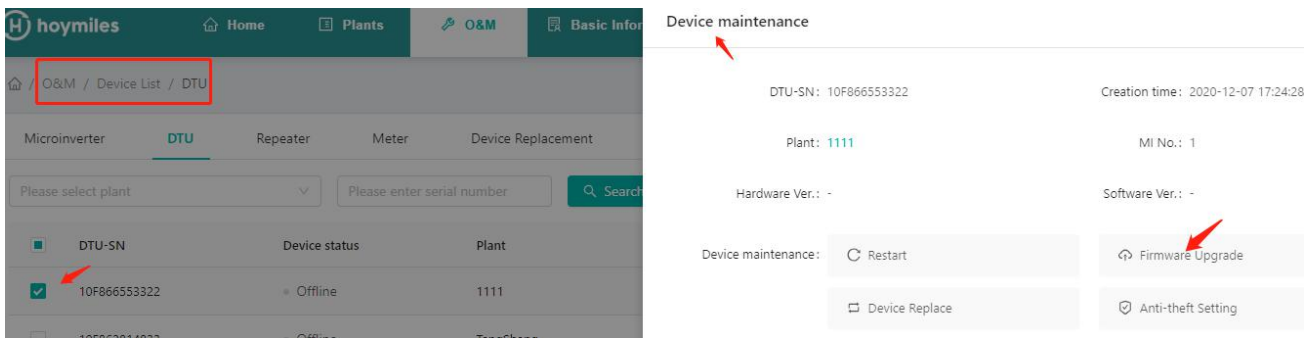 hoymiles Home Plants O&M Basic Infor
/ O&M / Device List / DTU
Microinverter DTU Repeater Meter Device Replacement
Please select plant Please enter serial number Search
DTU-SN Device status Plant
10F866553322 Offline 1111
Device maintenance
DTU-SN: 10F866553322 Creation time: 2020-12-07 17:24:28
Plant: 1111 MI No.: 1
Hardware Ver.: - Software Ver.: -
Device maintenance: Restart Firmware Upgrade
Device Replace Anti-theft Setting